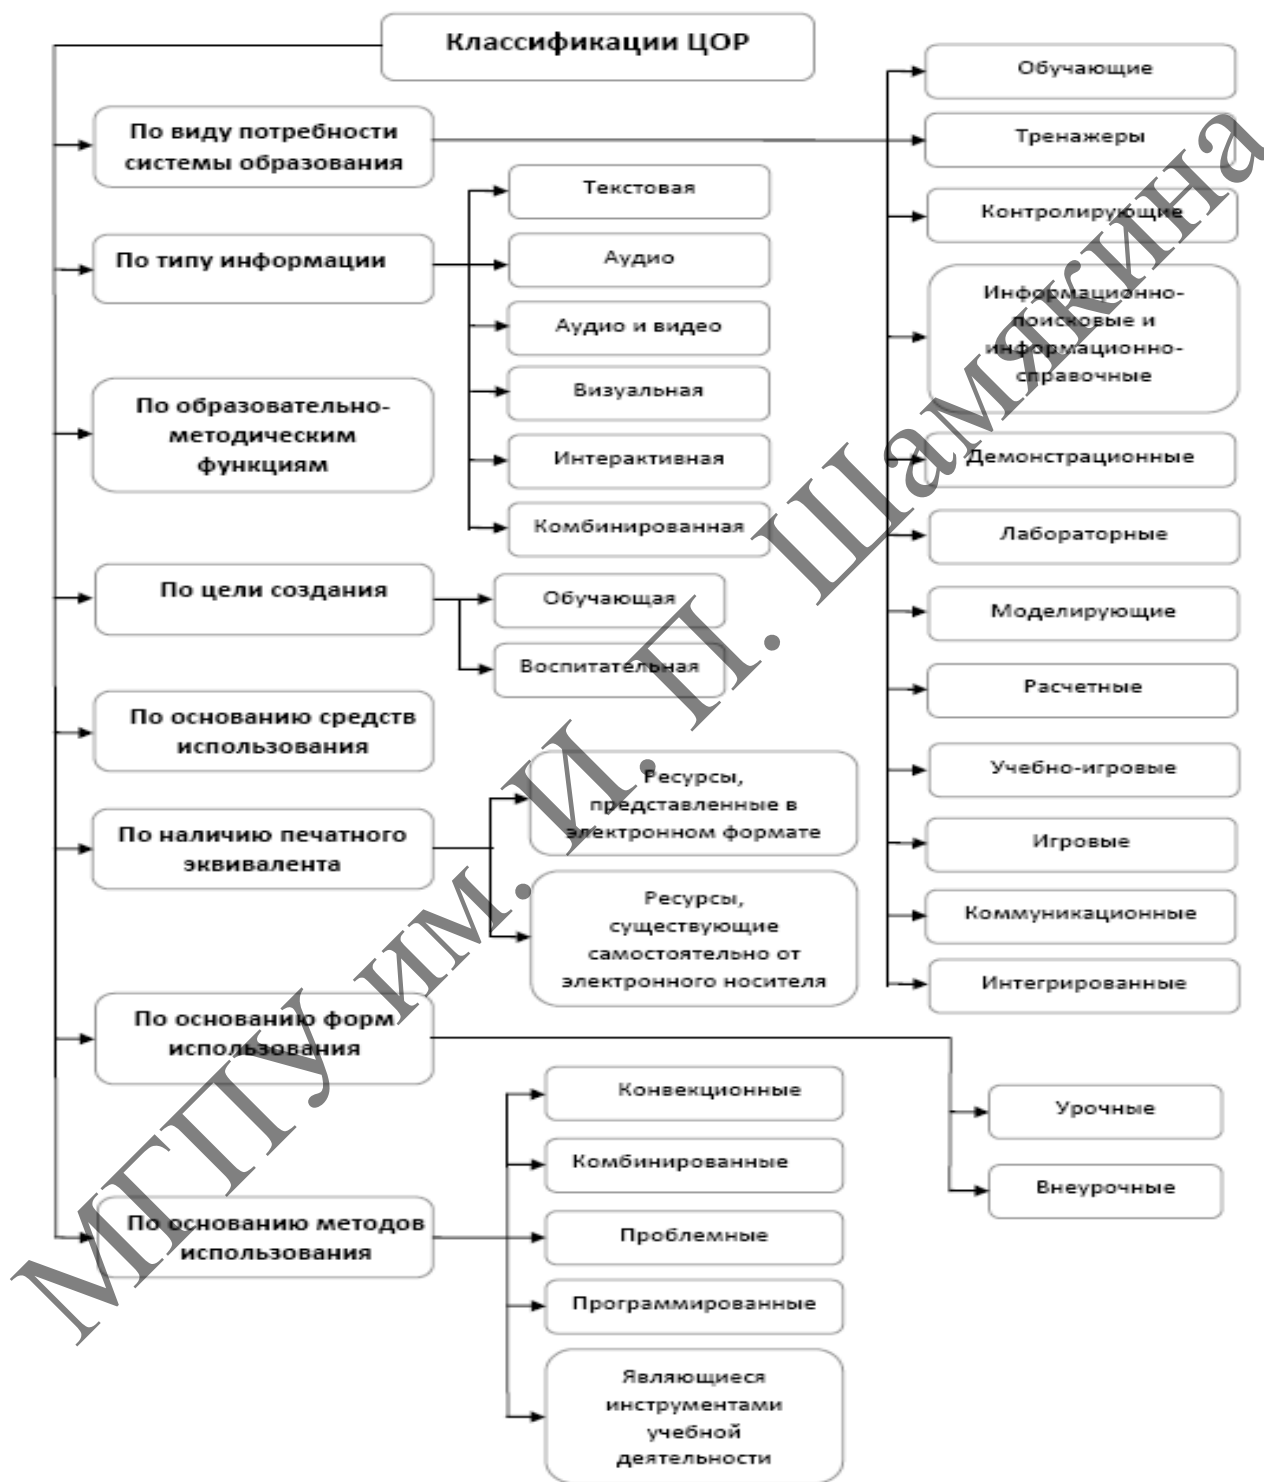 Классификации ЦОР
По виду потребности
системы образования
Обучающие
Тренажеры
Контролирующие
Информационно-
поисковые и
информационно-
справочные
Демонстрационные
Лабораторные
Моделирующие
Расчетные
Учебно-игровые
Игровые
Коммуникационные
Интегрированные
По типу информации
Текстовая
Аудио
Аудио и видео
Визуальная
Интерактивная
Комбинированная
По образовательно-
методическим
функциям
По цели создания
Обучающая
Воспитательная
По основанию средств
использования
По наличию печатного
эквивалента
Ресурсы,
представленные в
электронном формате
Ресурсы,
существующие
самостоятельно от
электронного носителя
По основанию форм
использования
Урочные
Внеурочные
По основанию методов
использования
Конвекционные
Комбинированные
Проблемные
Программированные
Являющиеся
инструментами
учебной
деятельности
МГПУ им. И. П. Шамякина